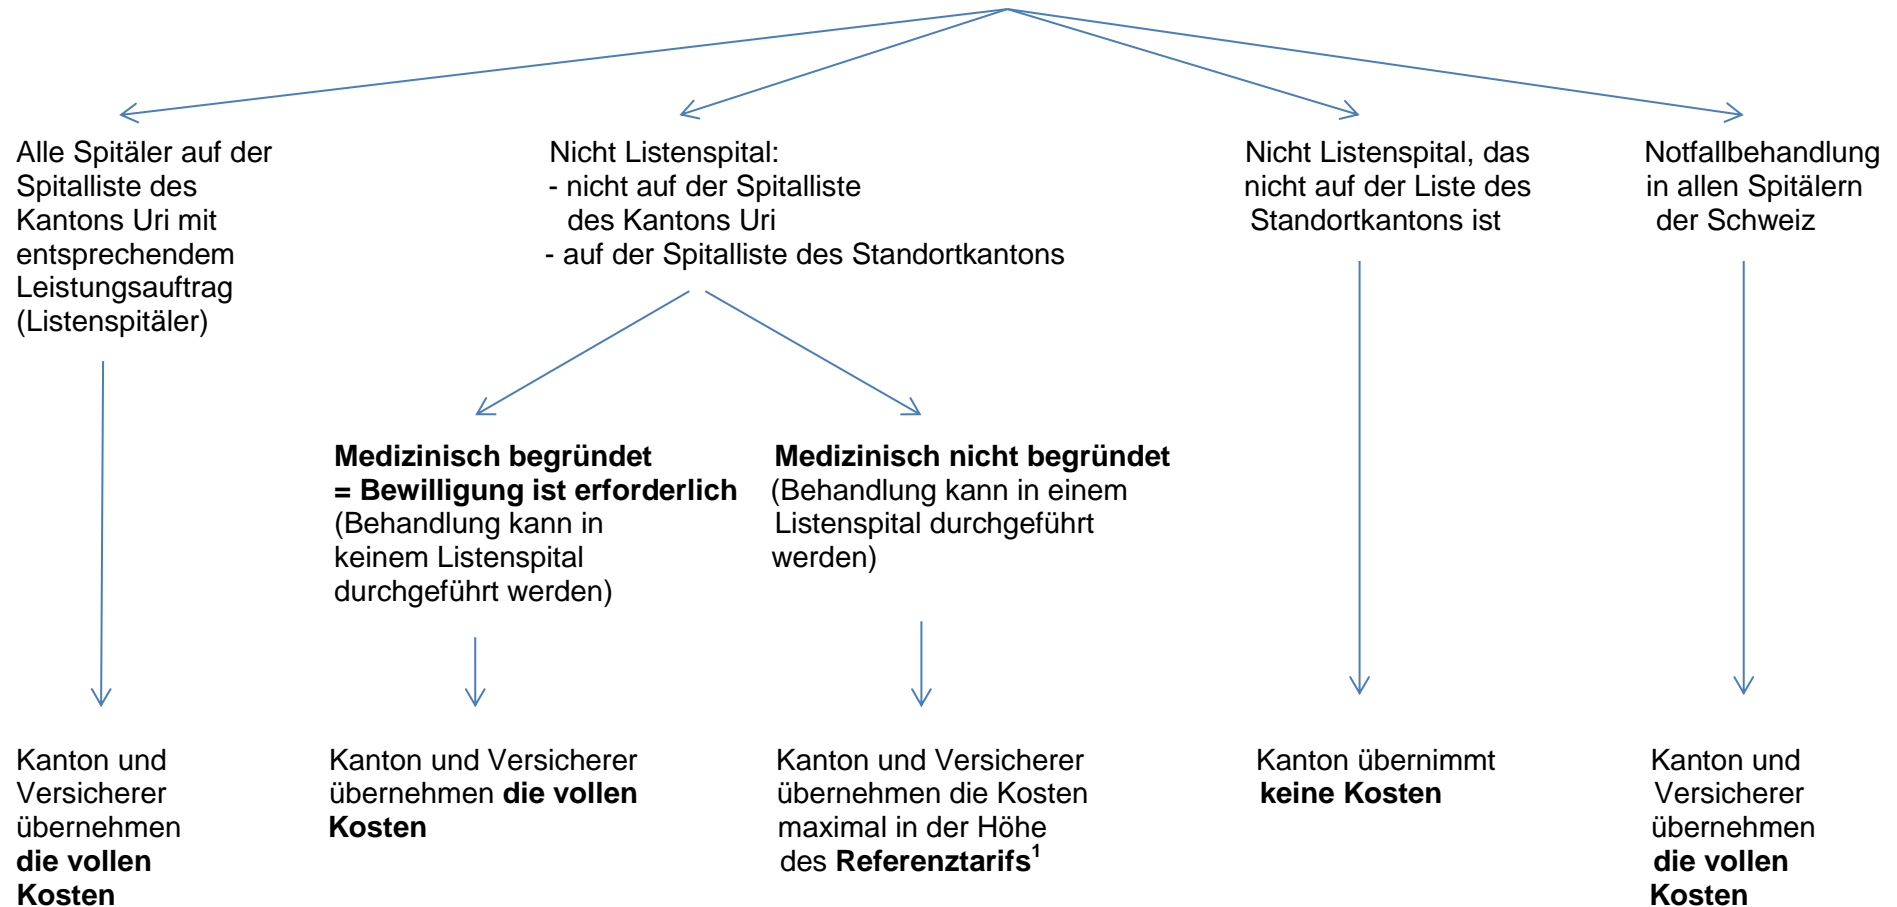 Alle Spitäler auf der
Spitalliste des
Kantons Uri mit
entsprechendem
Leistungsauftrag
(Listenspitäler)
Nicht Listenspital:
- nicht auf der Spitalliste
des Kantons Uri
- auf der Spitalliste des Standortkantons
Nicht Listenspital, das
nicht auf der Liste des
Standortkantons ist
Notfallbehandlung
in allen Spitälern
der Schweiz
Medizinisch begründet
= Bewilligung ist erforderlich
(Behandlung kann in
keinem Listenspital
durchgeführt werden)
Medizinisch nicht begründet
(Behandlung kann in einem
Listenspital durchgeführt
werden)
Kanton und
Versicherer
übernehmen
die vollen
Kosten
Kanton und Versicherer
übernehmen die vollen
Kosten
Kanton und Versicherer
übernehmen die Kosten
maximal in der Höhe
des Referenztarifs¹
Kanton übernimmt
keine Kosten
Kanton und
Versicherer
übernehmen
die vollen
Kosten